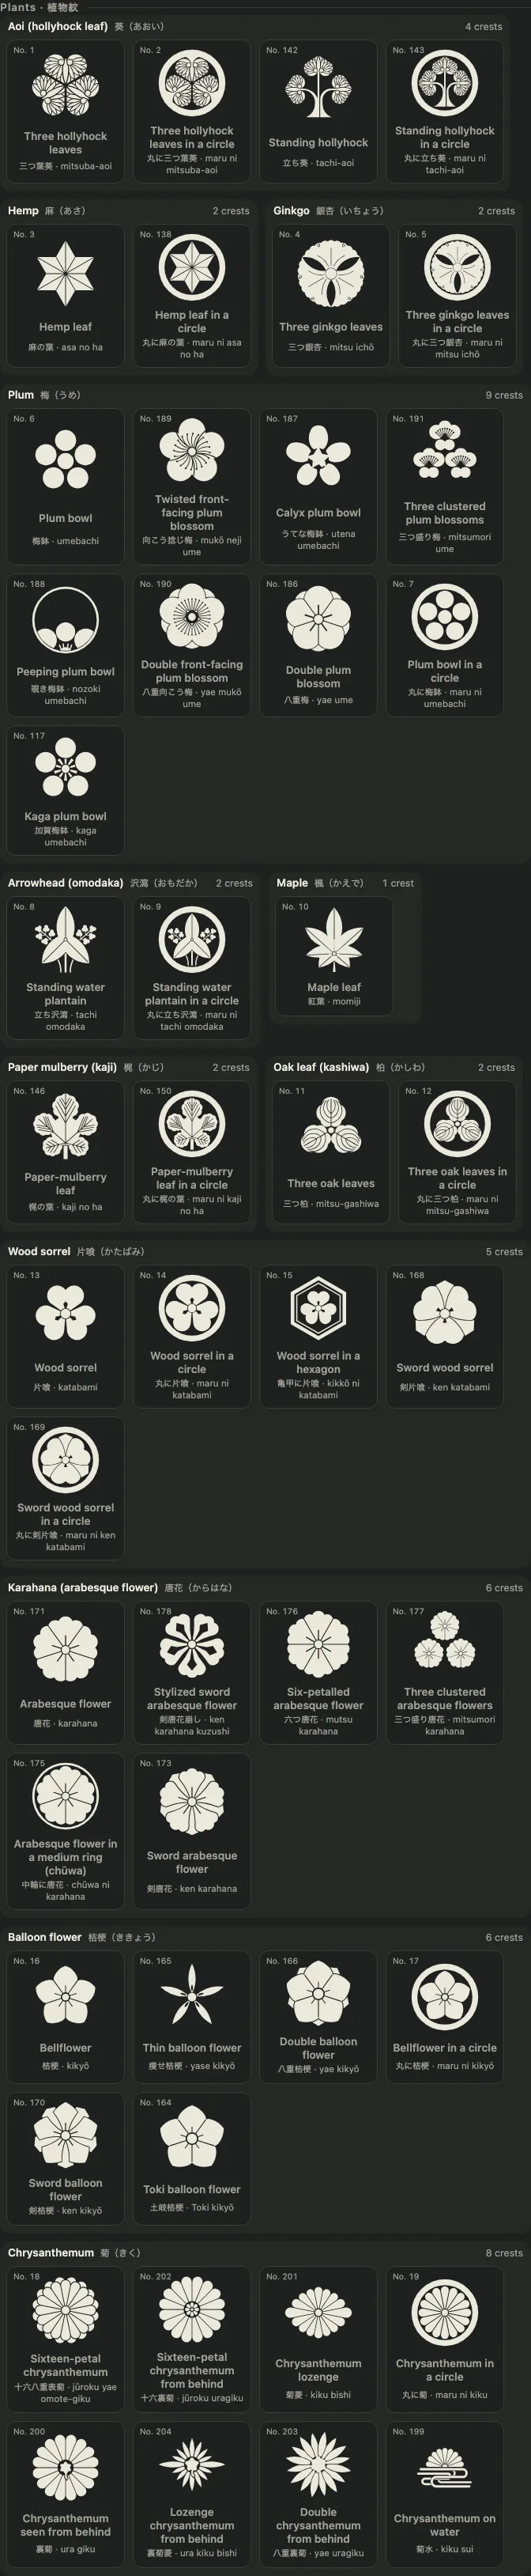 Plants · 植物紋
Aoi (hollyhock leaf) 葵（あおい） 4 crests
No. 1
Three hollyhock
leaves
三つ葉葵 · mitsuba-aoi
No. 2
Three hollyhock
leaves in a circle
丸に三つ葉葵 · maru ni
mitsuba-aoi
No. 142
Standing hollyhock
立ち葵 · tachi-aoi
No. 143
Standing hollyhock
in a circle
丸に立ち葵 · maru ni
tachi-aoi
Hemp 麻（あさ） 2 crests
No. 3
Hemp leaf
麻の葉 · asa no ha
No. 138
Hemp leaf in a
circle
丸に麻の葉 · maru ni asa
no ha
Ginkgo 銀杏（いちょう） 2 crests
No. 4
Three ginkgo leaves
三つ銀杏 · mitsu ichō
No. 5
Three ginkgo leaves
in a circle
丸に三つ銀杏 · maru ni
mitsu ichō
Plum 梅（うめ） 9 crests
No. 6
Plum bowl
梅鉢 · umebachi
No. 189
Twisted front-
facing plum
blossom
向こう捻じ梅 · mukō neji
ume
No. 187
Calyx plum bowl
うてな梅鉢 · utena
umebachi
No. 191
Three clustered
plum blossoms
三つ盛り梅 · mitsumori
ume
No. 188
Peeping plum bowl
覗き梅鉢 · nozoki
umebachi
No. 190
Double front-facing
plum blossom
八重向こう梅 · yae mukō
ume
No. 186
Double plum
blossom
八重梅 · yae ume
No. 7
Plum bowl in a
circle
丸に梅鉢 · maru ni
umebachi
No. 117
Kaga plum bowl
加賀梅鉢 · kaga
umebachi
Arrowhead (omodaka) 沢瀉（おもだか） 2 crests
No. 8
Standing water
plantain
立ち沢瀉 · tachi
omodaka
No. 9
Standing water
plantain in a circle
丸に立ち沢瀉 · maru ni
tachi omodaka
Maple 楓（かえで） 1 crest
No. 10
Maple leaf
紅葉 · momiji
Paper mulberry (kaji) 梶（かじ） 2 crests
No. 146
Paper-mulberry
leaf
梶の葉 · kaji no ha
No. 150
Paper-mulberry
leaf in a circle
丸に梶の葉 · maru ni kaji
no ha
Oak leaf (kashiwa) 柏（かしわ） 2 crests
No. 11
Three oak leaves
三つ柏 · mitsu-gashiwa
No. 12
Three oak leaves in
a circle
丸に三つ柏 · maru ni
mitsu-gashiwa
Wood sorrel 片喰（かたばみ） 5 crests
No. 13
Wood sorrel
片喰 · katabami
No. 14
Wood sorrel in a
circle
丸に片喰 · maru ni
katabami
No. 15
Wood sorrel in a
hexagon
亀甲に片喰 · kikkō ni
katabami
No. 168
Sword wood sorrel
剣片喰 · ken katabami
No. 169
Sword wood sorrel
in a circle
丸に剣片喰 · maru ni ken
katabami
Karahana (arabesque flower) 唐花（からはな） 6 crests
No. 171
Arabesque flower
唐花 · karahana
No. 178
Stylized sword
arabesque flower
剣唐花崩し · ken
karahana kuzushi
No. 176
Six-petalled
arabesque flower
六つ唐花 · mutsu
karahana
No. 177
Three clustered
arabesque flowers
三つ盛り唐花 · mitsumori
karahana
No. 175
Arabesque flower in
a medium ring
(chūwa)
中輪に唐花 · chūwa ni
karahana
No. 173
Sword arabesque
flower
剣唐花 · ken karahana
Balloon flower 桔梗（ききょう） 6 crests
No. 16
Bellflower
桔梗 · kikyō
No. 165
Thin balloon flower
痩せ桔梗 · yase kikyō
No. 166
Double balloon
flower
八重桔梗 · yae kikyō
No. 17
Bellflower in a circle
丸に桔梗 · maru ni kikyō
No. 170
Sword balloon
flower
剣桔梗 · ken kikyō
No. 164
Toki balloon flower
土岐桔梗 · Toki kikyō
Chrysanthemum 菊（きく） 8 crests
No. 18
Sixteen-petal
chrysanthemum
十六八重表菊 · jūroku yae
omote-giku
No. 202
Sixteen-petal
chrysanthemum
from behind
十六裏菊 · jūroku uragiku
No. 201
Chrysanthemum
lozenge
菊菱 · kiku bishi
No. 19
Chrysanthemum in
a circle
丸に菊 · maru ni kiku
No. 200
Chrysanthemum
seen from behind
裏菊 · ura giku
No. 204
Lozenge
chrysanthemum
from behind
裏菊菱 · ura kiku bishi
No. 203
Double
chrysanthemum
from behind
八重裏菊 · yae uragiku
No. 199
Chrysanthemum on
water
菊水 · kiku sui